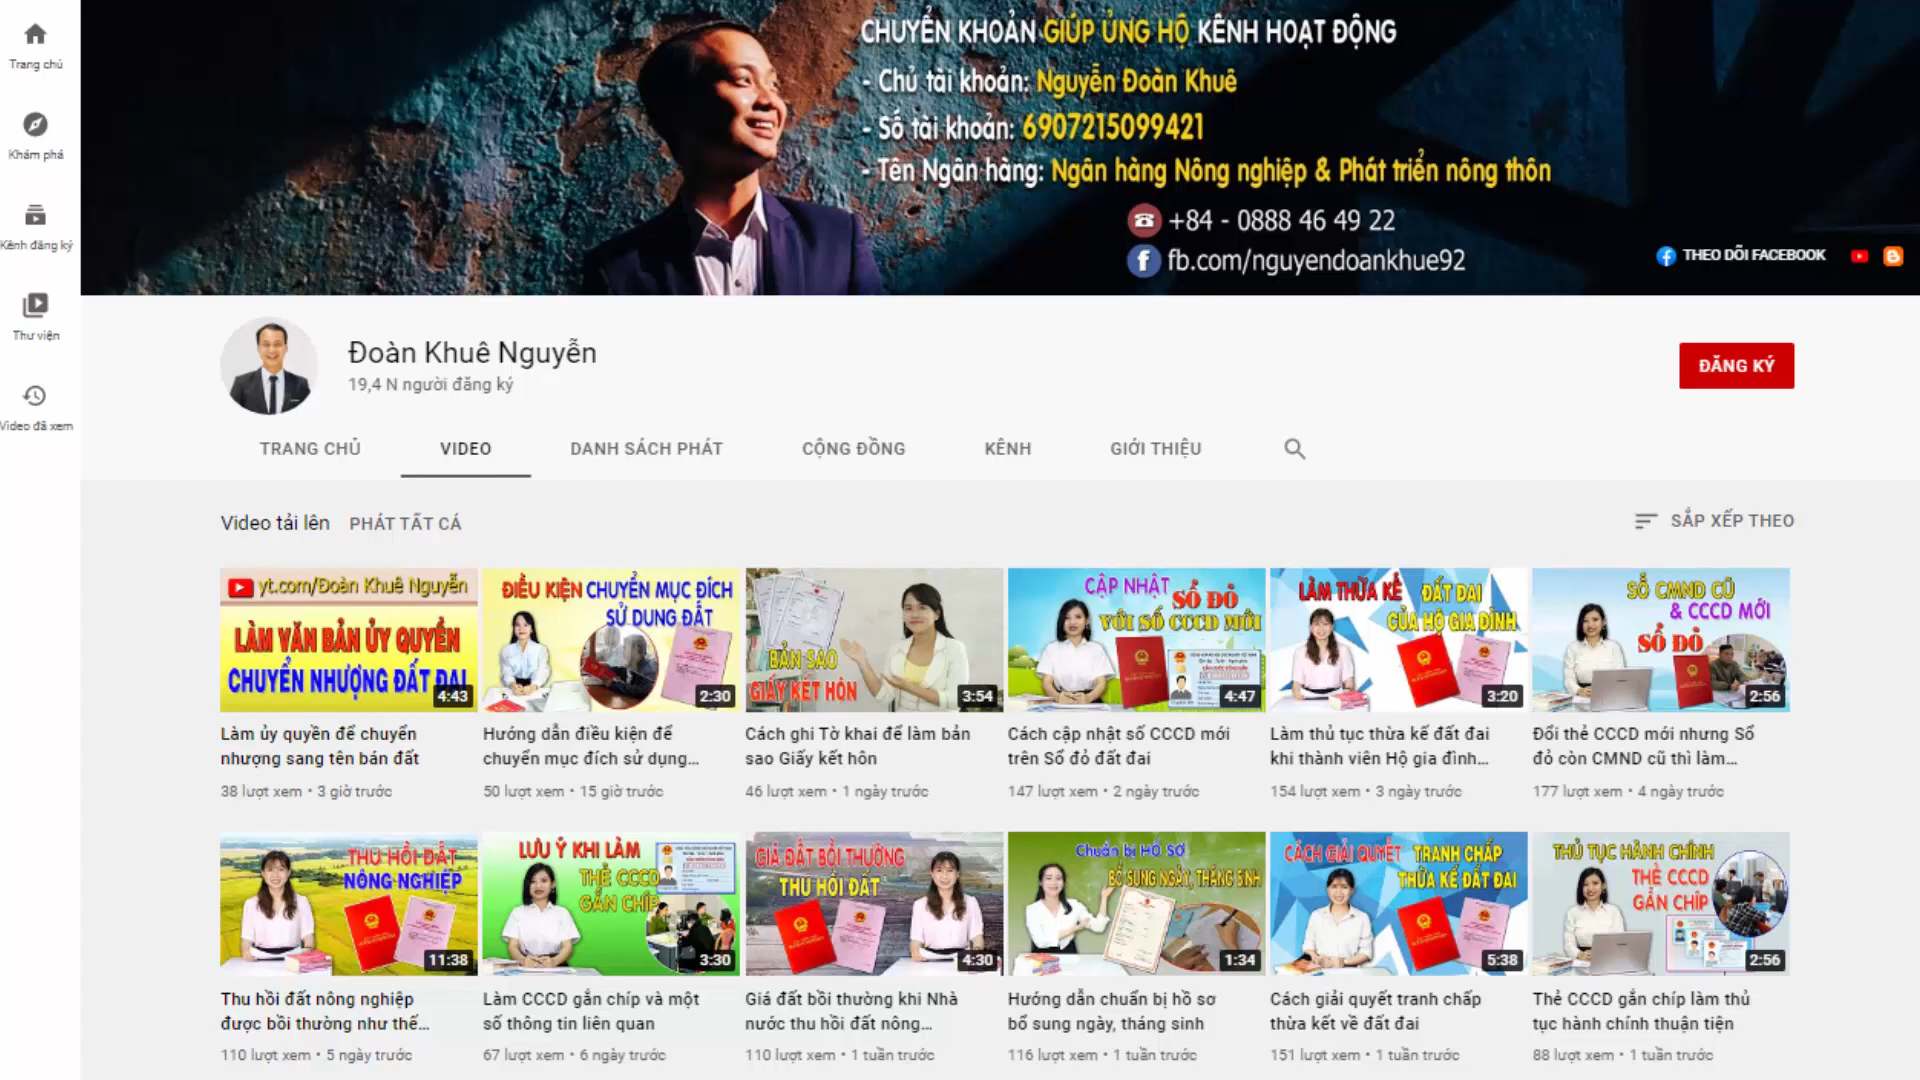 CHUYỂN KHOẢN GIÚP ỦNG HỘ KÊNH HOẠT ĐỘNG
- Chủ tài khoản: Nguyễn Đoàn Khuê
- Số tài khoản: 6907215099421
- Tên Ngân hàng: Ngân hàng Nông nghiệp & Phát triển nông thôn
+84 - 0888 46 49 22
fb.com/nguyendoankhue92
THEO DÕI FACEBOOK
Trang chủ
Khám phá
Kênh đăng ký
Thư viện
Video đã xem
Đoàn Khuê Nguyễn
19,4 N người đăng ký
ĐĂNG KÝ
TRANG CHỦ VIDEO DANH SÁCH PHÁT CỘNG ĐỒNG KÊNH GIỚI THIỆU
Video tải lên PHÁT TẤT CẢ
SẮP XẾP THEO
yt.com/Đoàn Khuê Nguyễn
LÀM VĂN BẢN ỦY QUYỀN
CHUYỂN NHƯỢNG ĐẤT ĐAI
4:43
Làm ủy quyền để chuyển
nhượng sang tên bán đất
38 lượt xem • 3 giờ trước
ĐIỀU KIỆN CHUYỂN MỤC ĐÍCH
SỬ DỤNG ĐẤT
2:30
Hướng dẫn điều kiện để
chuyển mục đích sử dụng...
50 lượt xem • 15 giờ trước
BẢN SAO
GIẤY KẾT HÔN
3:54
Cách ghi Tờ khai để làm bản
sao Giấy kết hôn
46 lượt xem • 1 ngày trước
CẬP NHẬT SỔ ĐỎ
VỚI SỐ CCCD MỚI
4:47
Cách cập nhật số CCCD mới
trên Sổ đỏ đất đai
147 lượt xem • 2 ngày trước
LÀM THỪA KẾ ĐẤT ĐAI
CỦA HỘ GIA ĐÌNH
3:20
Làm thủ tục thừa kế đất đai
khi thành viên Hộ gia đình...
154 lượt xem • 3 ngày trước
SỐ CMND CŨ
& CCCD MỚI
SỔ ĐỎ
2:56
Đổi thẻ CCCD mới nhưng Sổ
đỏ còn CMND cũ thì làm...
177 lượt xem • 4 ngày trước
THU HỒI ĐẤT
NÔNG NGHIỆP
11:38
Thu hồi đất nông nghiệp
được bồi thường như thế...
110 lượt xem • 5 ngày trước
LƯU Ý KHI LÀM
THẺ CCCD
GẮN CHÍP
3:30
Làm CCCD gắn chíp và một
số thông tin liên quan
67 lượt xem • 6 ngày trước
GIÁ ĐẤT BỒI THƯỜNG
THU HỒI ĐẤT
4:30
Giá đất bồi thường khi Nhà
nước thu hồi đất nông...
110 lượt xem • 1 tuần trước
Chuẩn bị HỒ SƠ
BỔ SUNG NGÀY, THÁNG SINH
1:34
Hướng dẫn chuẩn bị hồ sơ
bổ sung ngày, tháng sinh
116 lượt xem • 1 tuần trước
CÁCH GIẢI QUYẾT TRANH CHẤP
THỪA KẾ ĐẤT ĐAI
5:38
Cách giải quyết tranh chấp
thừa kết về đất đai
151 lượt xem • 1 tuần trước
THỦ TỤC HÀNH CHÍNH
THẺ CCCD
GẮN CHÍP
2:56
Thẻ CCCD gắn chíp làm thủ
tục hành chính thuận tiện
88 lượt xem • 1 tuần trước